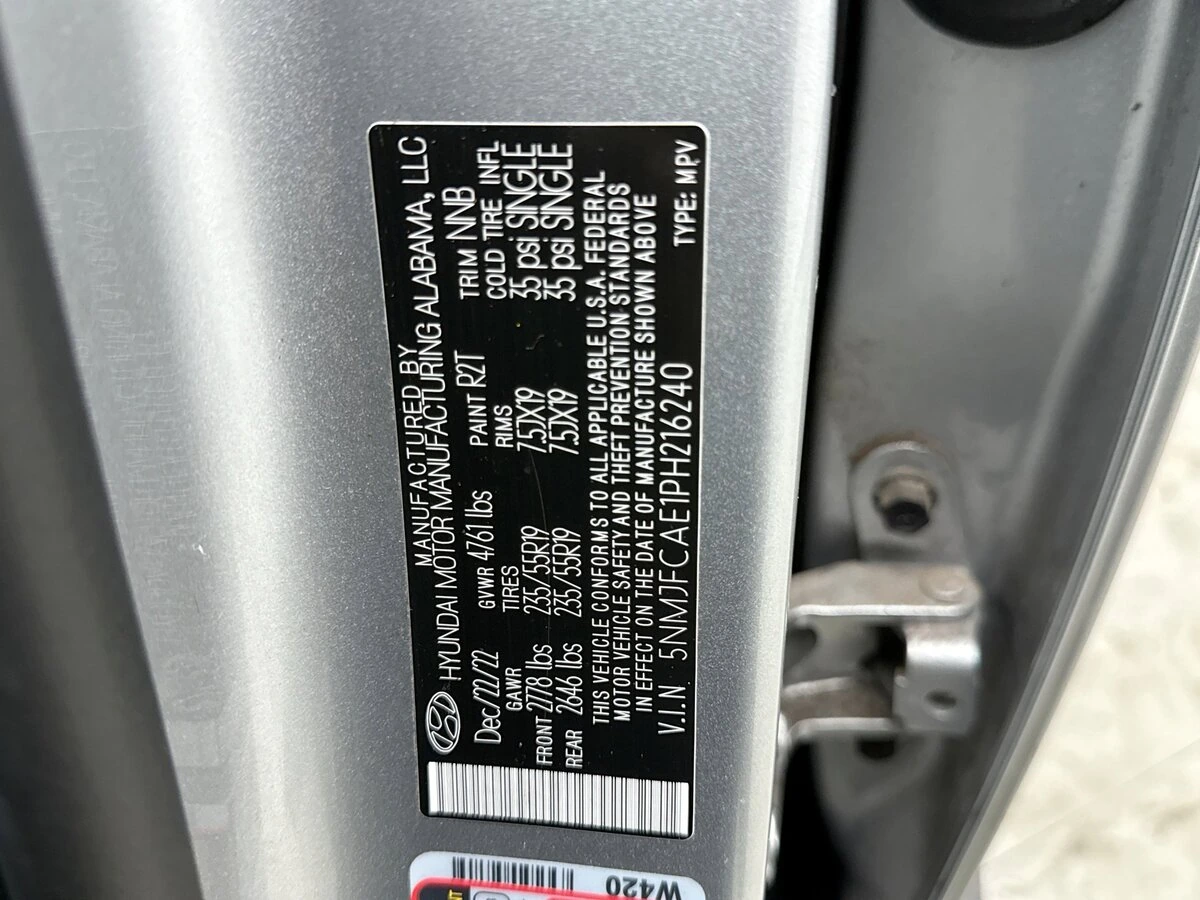 MANUFACTURED BY
HYUNDAI MOTOR MANUFACTURING ALABAMA, LLC
Dec/22/22 GVWR 4761 lbs PAINT R2T TRIM NNB
GAWR TIRES RIMS COLD TIRE INFL
FRONT 2778 lbs 235/55R19 7.5JX19 35 psi SINGLE
REAR 2646 lbs 235/55R19 7.5JX19 35 psi SINGLE
THIS VEHICLE CONFORMS TO ALL APPLICABLE U.S.A. FEDERAL
MOTOR VEHICLE SAFETY AND THEFT PREVENTION STANDARDS
IN EFFECT ON THE DATE OF MANUFACTURE SHOWN ABOVE
V.I.N 5NMJFCAE1PH216240 TYPE: MPV
W420